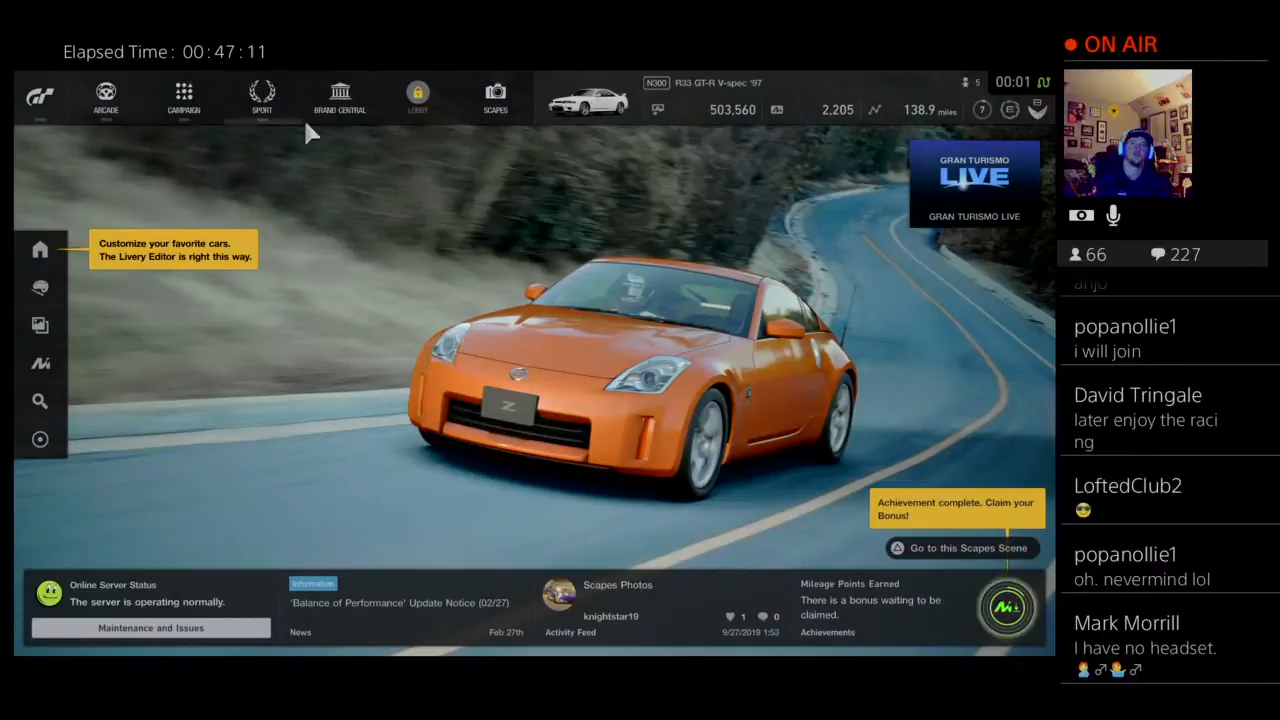 Elapsed Time: 00:47:11
ON AIR
ARCADE
CAMPAIGN
SPORT
BRAND CENTRAL
LOBBY
SCAPES
N300 R33 GT-R V-spec '97
5
00:01
503,560
2,205
138.9 miles
7
E
B
GRAN TURISMO
LIVE
GRAN TURISMO LIVE
Customize your favorite cars.
The Livery Editor is right this way.
Z
Achievement complete. Claim your
Bonus!
Go to this Scapes Scene
Online Server Status
The server is operating normally.
Maintenance and Issues
Information
'Balance of Performance' Update Notice (02/27)
News
Feb 27th
Scapes Photos
knightstar19
1
0
Activity Feed
9/27/2019 1:53
Mileage Points Earned
There is a bonus waiting to be
claimed.
Achievements
66
227
anjo
popanollie1
i will join
David Tringale
later enjoy the raci
ng
LoftedClub2
😎
popanollie1
oh. nevermind lol
Mark Morrill
I have no headset.